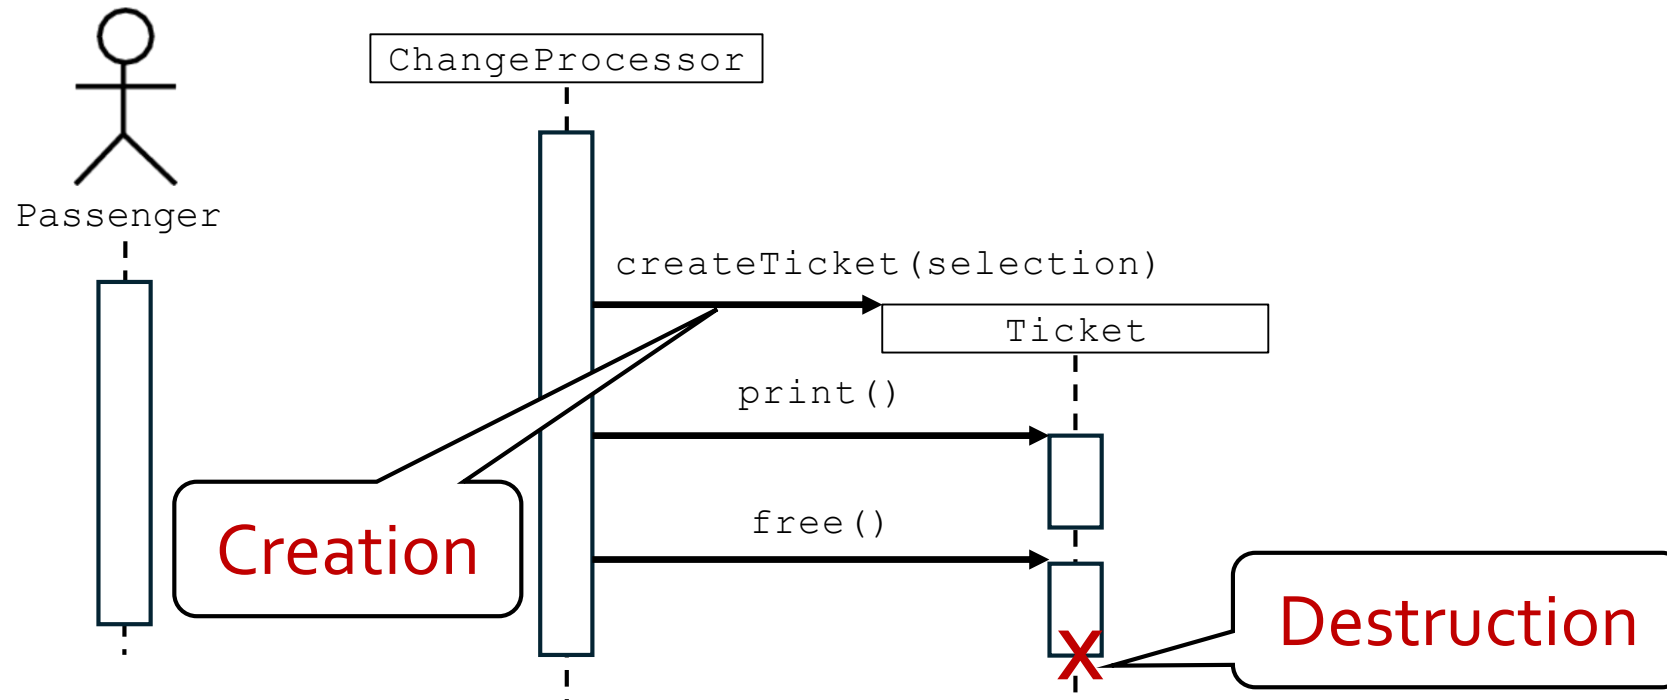 ChangeProcessor
Passenger
createTicket(selection)
Ticket
print()
free()
Creation
Destruction
X